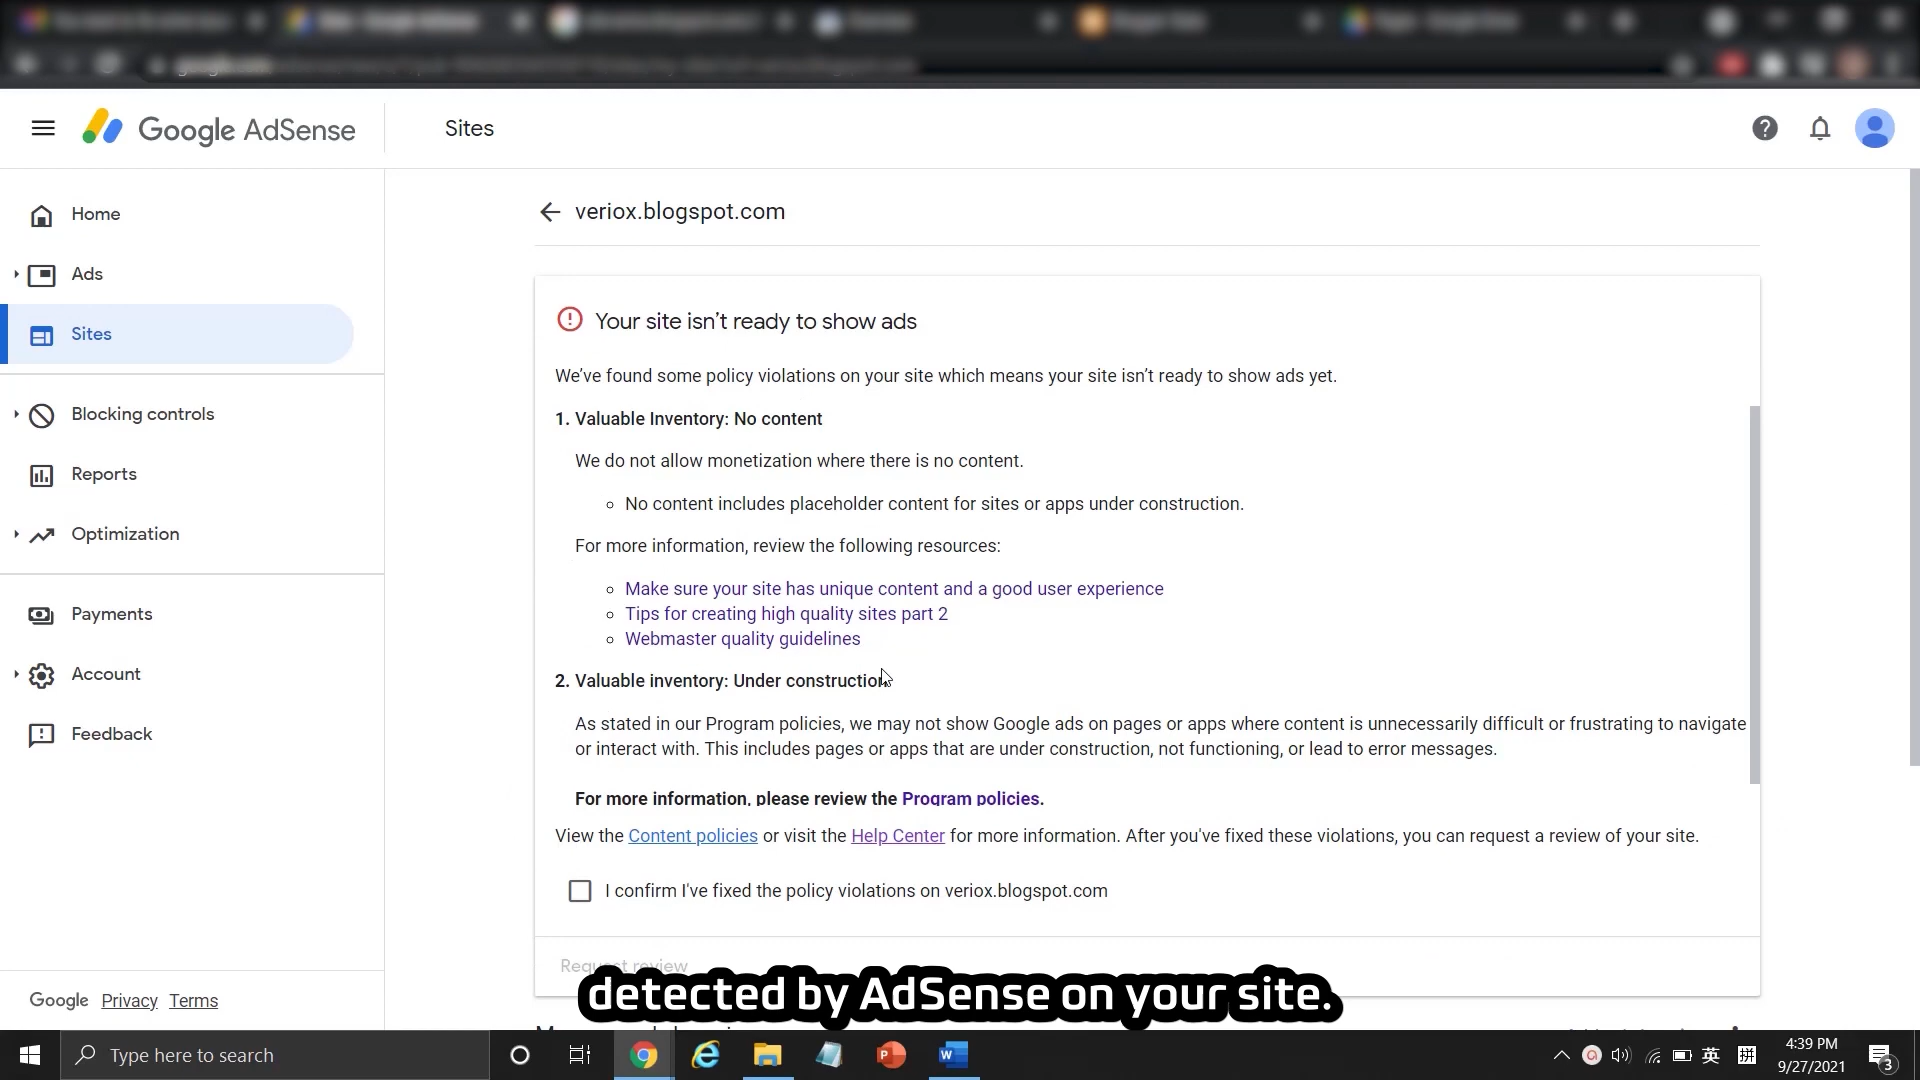 Google AdSense
Sites
Home
Ads
Sites
Blocking controls
Reports
Optimization
Payments
Account
Feedback
Google Privacy Terms
veriox.blogspot.com
Your site isn’t ready to show ads
We’ve found some policy violations on your site which means your site isn’t ready to show ads yet.
1. Valuable Inventory: No content
We do not allow monetization where there is no content.
No content includes placeholder content for sites or apps under construction.
For more information, review the following resources:
Make sure your site has unique content and a good user experience
Tips for creating high quality sites part 2
Webmaster quality guidelines
2. Valuable inventory: Under construction
As stated in our Program policies, we may not show Google ads on pages or apps where content is unnecessarily difficult or frustrating to navigate
or interact with. This includes pages or apps that are under construction, not functioning, or lead to error messages.
For more information, please review the Program policies.
View the Content policies or visit the Help Center for more information. After you've fixed these violations, you can request a review of your site.
I confirm I've fixed the policy violations on veriox.blogspot.com
Request review
detected by AdSense on your site.
Type here to search
英
拼
4:39 PM
9/27/2021
3